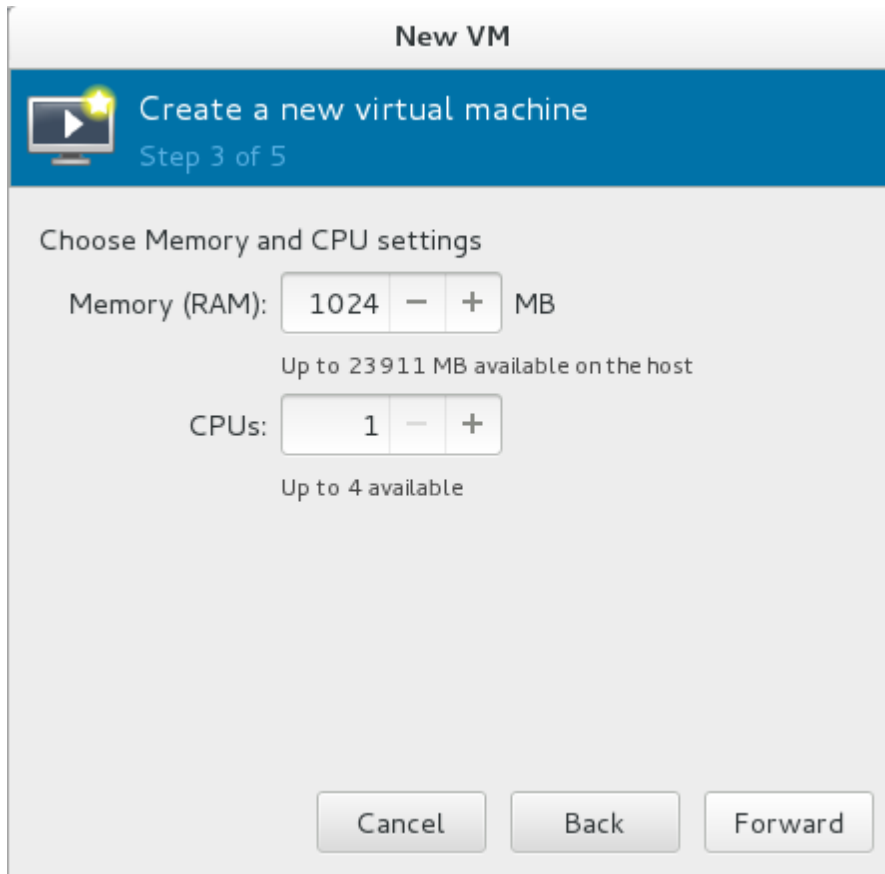 New VM
Create a new virtual machine
Step 3 of 5
Choose Memory and CPU settings
Memory (RAM): 1024 − + MB
Up to 23911 MB available on the host
CPUs: 1 − +
Up to 4 available
Cancel Back Forward